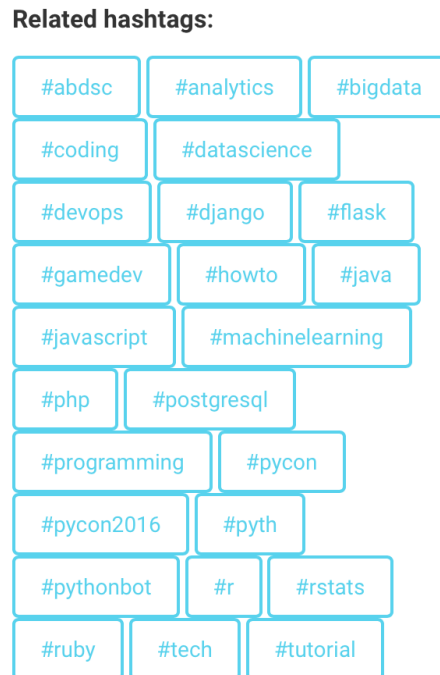 Related hashtags:
#abdsc #analytics #bigdata
#coding #datascience
#devops #django #flask
#gamedev #howto #java
#javascript #machinelearning
#php #postgresql
#programming #pycon
#pycon2016 #pyth
#pythonbot #r #rstats
#ruby #tech #tutorial